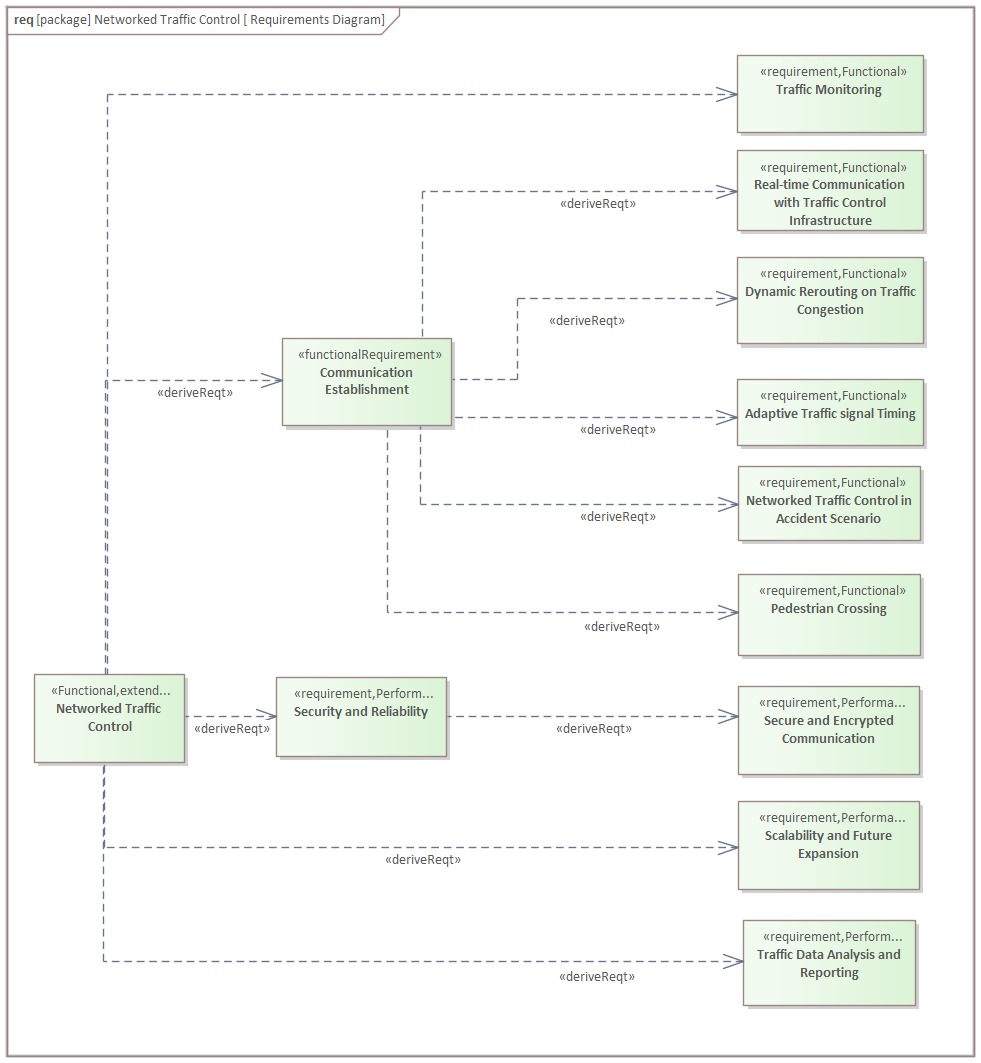 req [package] Networked Traffic Control [ Requirements Diagram]
«requirement,Functional»
Traffic Monitoring
«requirement,Functional»
Real-time Communication
with Traffic Control
Infrastructure
«deriveReqt»
«requirement,Functional»
Dynamic Rerouting on Traffic
Congestion
«deriveReqt»
«functionalRequirement»
Communication
Establishment
«deriveReqt»
«requirement,Functional»
Adaptive Traffic signal Timing
«deriveReqt»
«requirement,Functional»
Networked Traffic Control in
Accident Scenario
«deriveReqt»
«requirement,Functional»
Pedestrian Crossing
«deriveReqt»
«Functional,extend...
Networked Traffic
Control
«deriveReqt»
«requirement,Perform...
Security and Reliability
«deriveReqt»
«requirement,Performa...
Secure and Encrypted
Communication
«requirement,Performa...
Scalability and Future
Expansion
«deriveReqt»
«requirement,Perform...
Traffic Data Analysis and
Reporting
«deriveReqt»